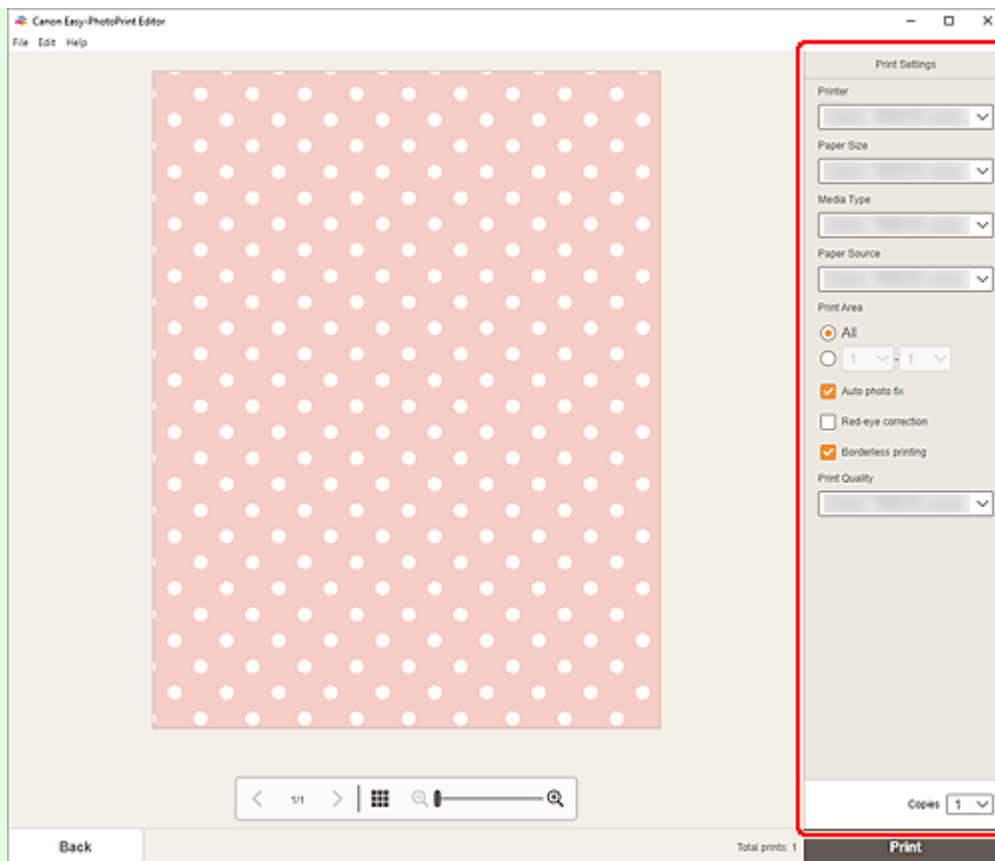 Canon Easy-PhotoPrint Editor
File Edit Help
Print Settings
Printer
Paper Size
Media Type
Paper Source
Print Area
All
1 - 1
Auto photo fix
Red-eye correction
Borderless printing
Print Quality
1/1
Copies 1
Back
Total prints: 1
Print